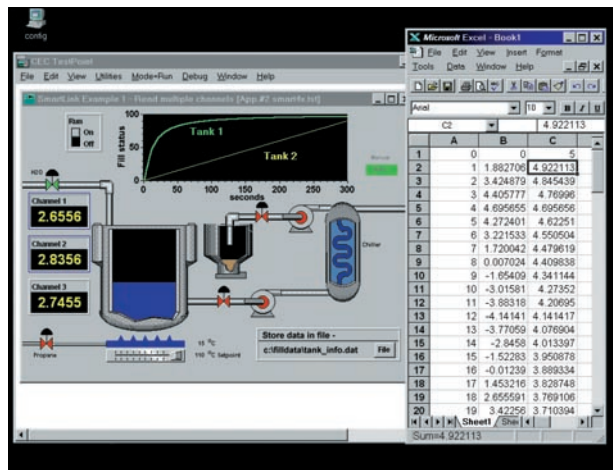 config
CEC TestPoint
File Edit View Utilities Mode=Run Debug Window Help
SmartLink Example 1 - Read multiple channels [App #2 smartfx.tst]
Run
On
Off
Fill status
100
50
0
Tank 1
Tank 2
0 50 100 150 200 250 300
seconds
H2O
Channel 1
2.6556
Channel 2
2.8356
Channel 3
2.7455
Chiller
Propane
15 °C
110 °C Setpoint
Store data in file -
c:\filldata\tank_info.dat File
Microsoft Excel - Book1
File Edit View Insert Format
Tools Data Window Help
Arial 10 B I U
C2 4.922113
A B C
1 0 0 5
2 1 1.882706 4.922113
3 2 3.424879 4.845439
4 3 4.405777 4.76996
5 4 4.695655 4.695656
6 5 4.272401 4.62251
7 6 3.221533 4.550504
8 7 1.720042 4.479619
9 8 0.007024 4.409838
10 9 -1.65409 4.341144
11 10 -3.01581 4.27352
12 11 -3.88318 4.20695
13 12 -4.14141 4.141417
14 13 -3.77059 4.076904
15 14 -2.8458 4.013397
16 15 -1.52283 3.950878
17 16 -0.01239 3.889334
18 17 1.453216 3.828748
19 18 2.655591 3.769106
20 19 3.42256 3.710394
Sheet1
Sum=4.922113